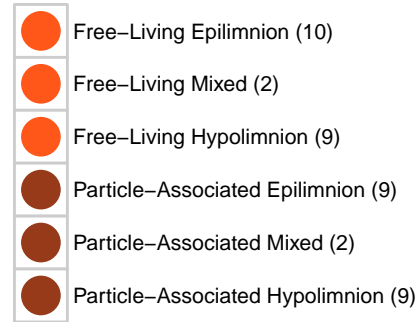 Free−Living Epilimnion (10)
Free−Living Mixed (2)
Free−Living Hypolimnion (9)
Particle−Associated Epilimnion (9)
Particle−Associated Mixed (2)
Particle−Associated Hypolimnion (9)